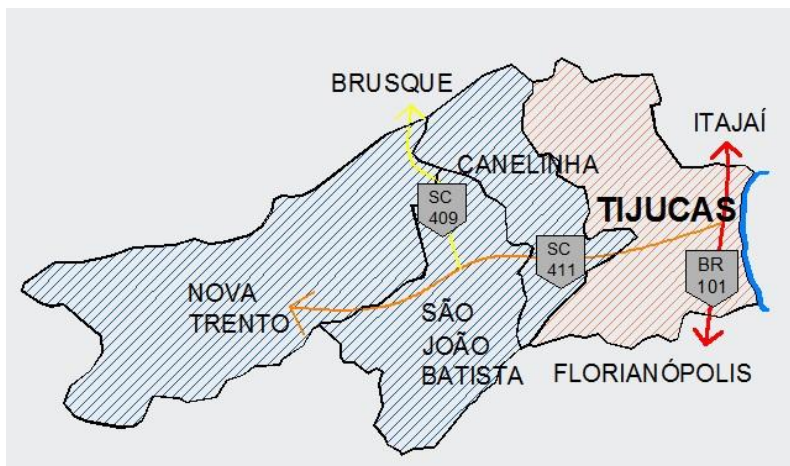 BRUSQUE
ITAJAÍ
CANELINHA
SC
409
TIJUCAS
SC
411
BR
101
NOVA
TRENTO
SÃO
JOÃO
BATISTA
FLORIANÓPOLIS